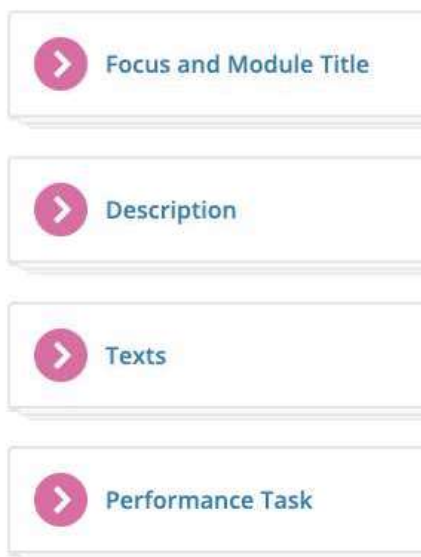 Focus and Module Title
Description
Texts
Performance Task